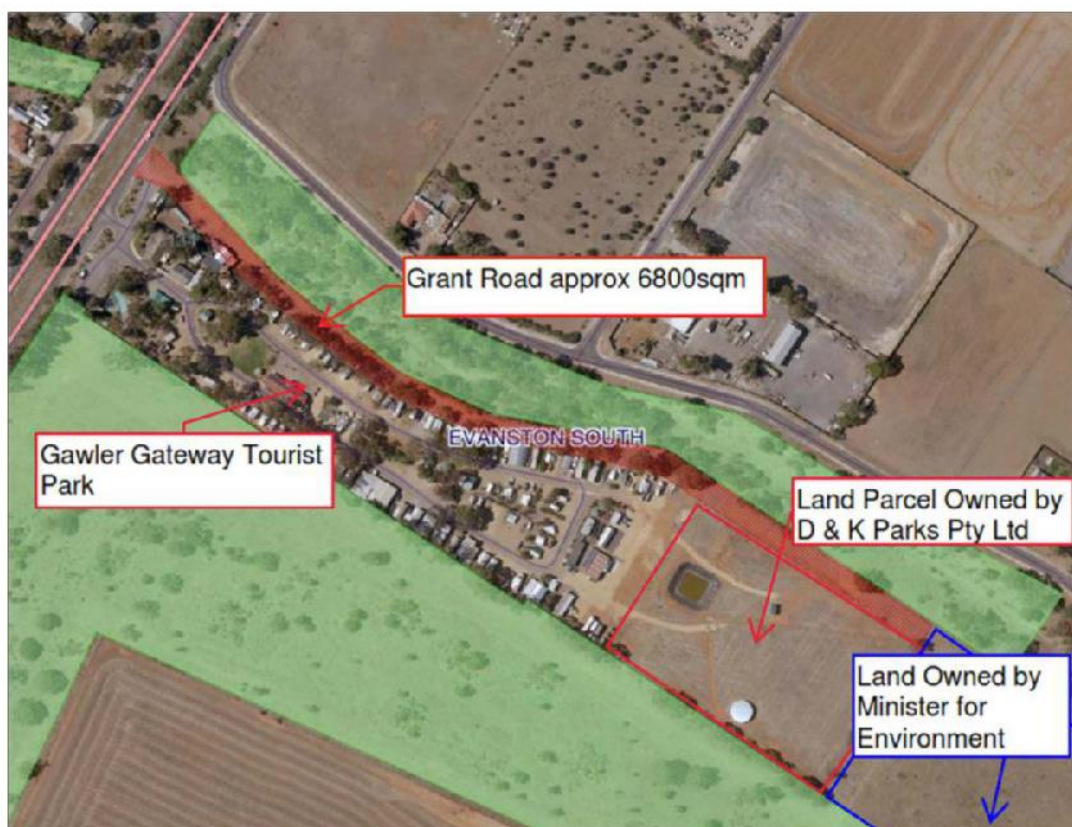 Grant Road approx 6800sqm
EVANSTON SOUTH
Gawler Gateway Tourist
Park
Land Parcel Owned by
D & K Parks Pty Ltd
Land Owned by
Minister for
Environment